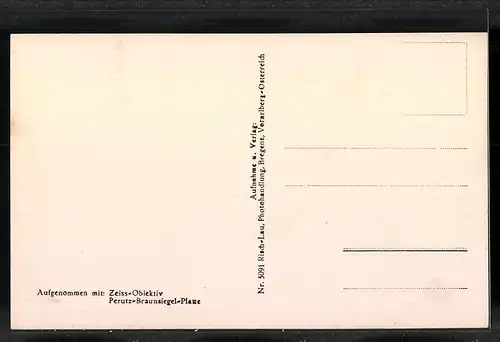 Aufgenommen mit: Zeiss-Objektiv
Perutz-Braunsiegel-Platte
Aufnahme u. Verlag:
Nr. 5091 Risch-Lau, Photohandlung, Bregenz, Vorarlberg-Österreich